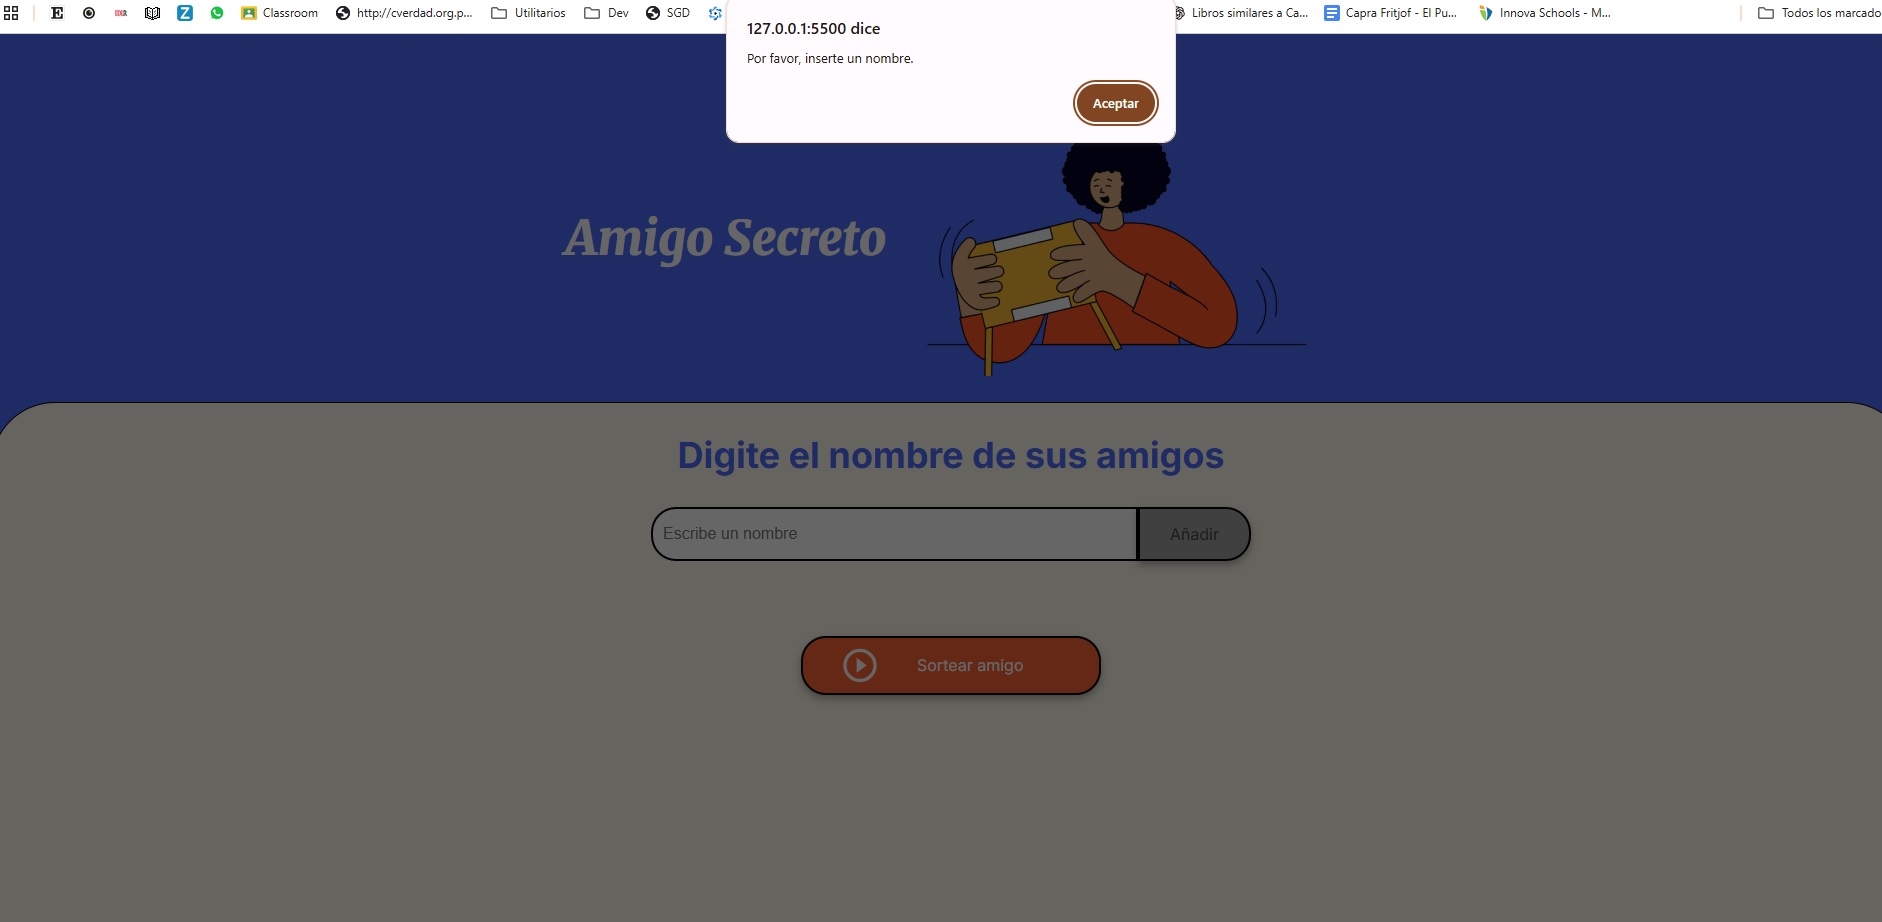 E Z Classroom http://cverdad.org.p... Utilitarios Dev SGD Libros similares a Ca... Capra Fritjof - El Pu... Innova Schools - M... Todos los marcado
127.0.0.1:5500 dice
Por favor, inserte un nombre.
Aceptar
Amigo Secreto
Digite el nombre de sus amigos
Escribe un nombre Añadir
Sortear amigo